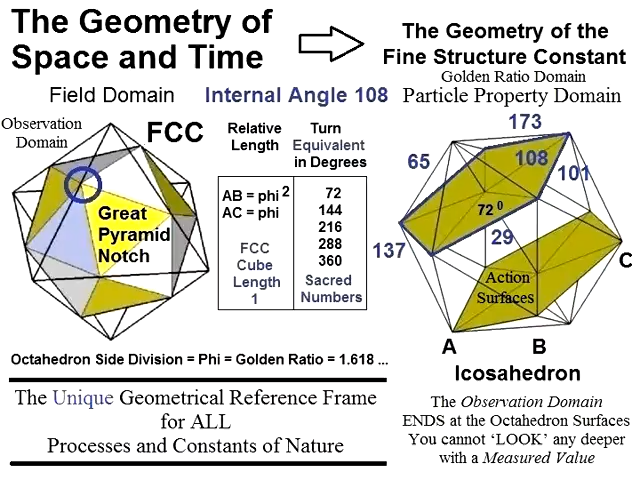 The Geometry of
Space and Time
The Geometry of the
Fine Structure Constant
Golden Ratio Domain
Field Domain
Internal Angle 108
Particle Property Domain
Observation
Domain
FCC
Great
Pyramid
Notch
Relative
Length
Turn
Equivalent
in Degrees
AB = phi 2
AC = phi
FCC
Cube
Length
1
72
144
216
288
360
Sacred
Numbers
173
65
108
101
72 0
137
29
Action
Surfaces
C
A
B
Icosahedron
Octahedron Side Division = Phi = Golden Ratio = 1.618 ...
The Unique Geometrical Reference Frame
for ALL
Processes and Constants of Nature
The Observation Domain
ENDS at the Octahedron Surfaces
You cannot ‘LOOK’ any deeper
with a Measured Value